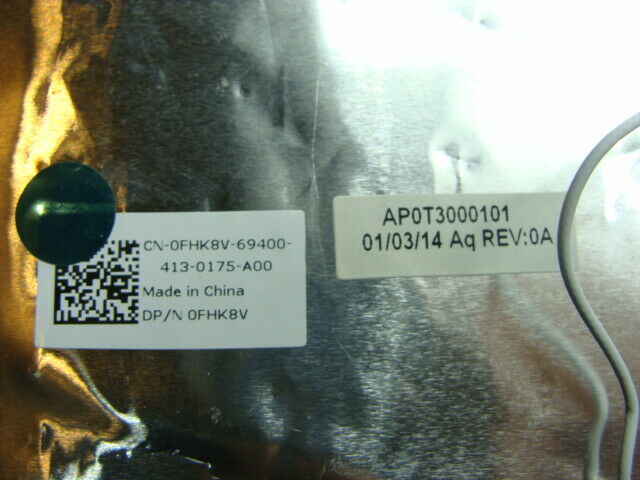 CN-0FHK8V-69400-
413-0175-A00
Made in China
DP/N 0FHK8V
AP0T3000101
01/03/14 Aq REV:0A